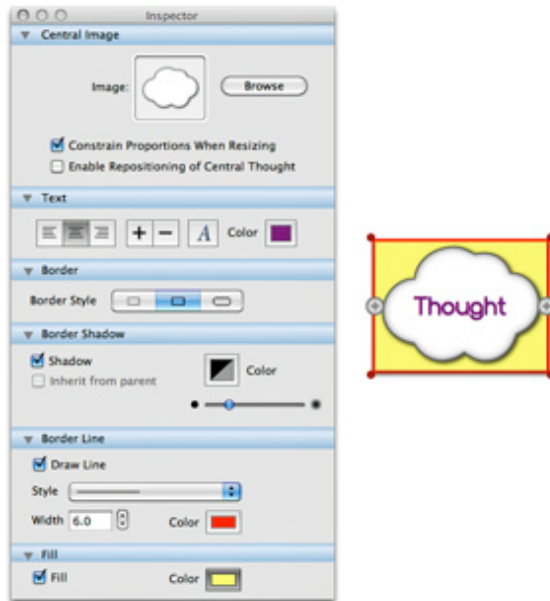 Inspector
Central Image
Image:
Browse
Constrain Proportions When Resizing
Enable Repositioning of Central Thought
Text
+ − A Color
Border
Border Style
Border Shadow
Shadow
Color
Inherit from parent
Border Line
Draw Line
Style
Width 6.0 Color
Fill
Fill Color
Thought